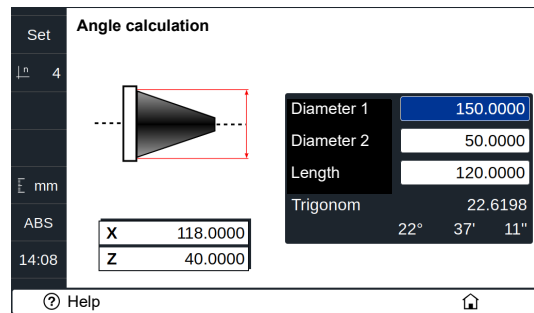 Set
Angle calculation
n 4
Diameter 1 150.0000
Diameter 2 50.0000
Length 120.0000
mm
Trigonom 22.6198
22° 37' 11"
ABS
X 118.0000
Z 40.0000
14:08
? Help